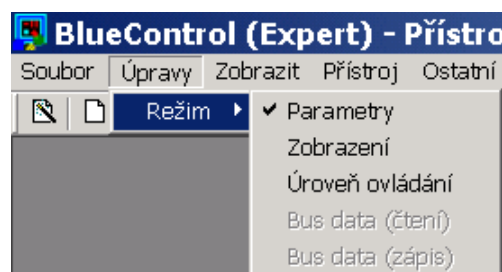 BlueControl (Expert) - Přístro
Soubor Úpravy Zobrazit Přístroj Ostatní
Režim
Parametry
Zobrazení
Úroveň ovládání
Bus data (čtení)
Bus data (zápis)